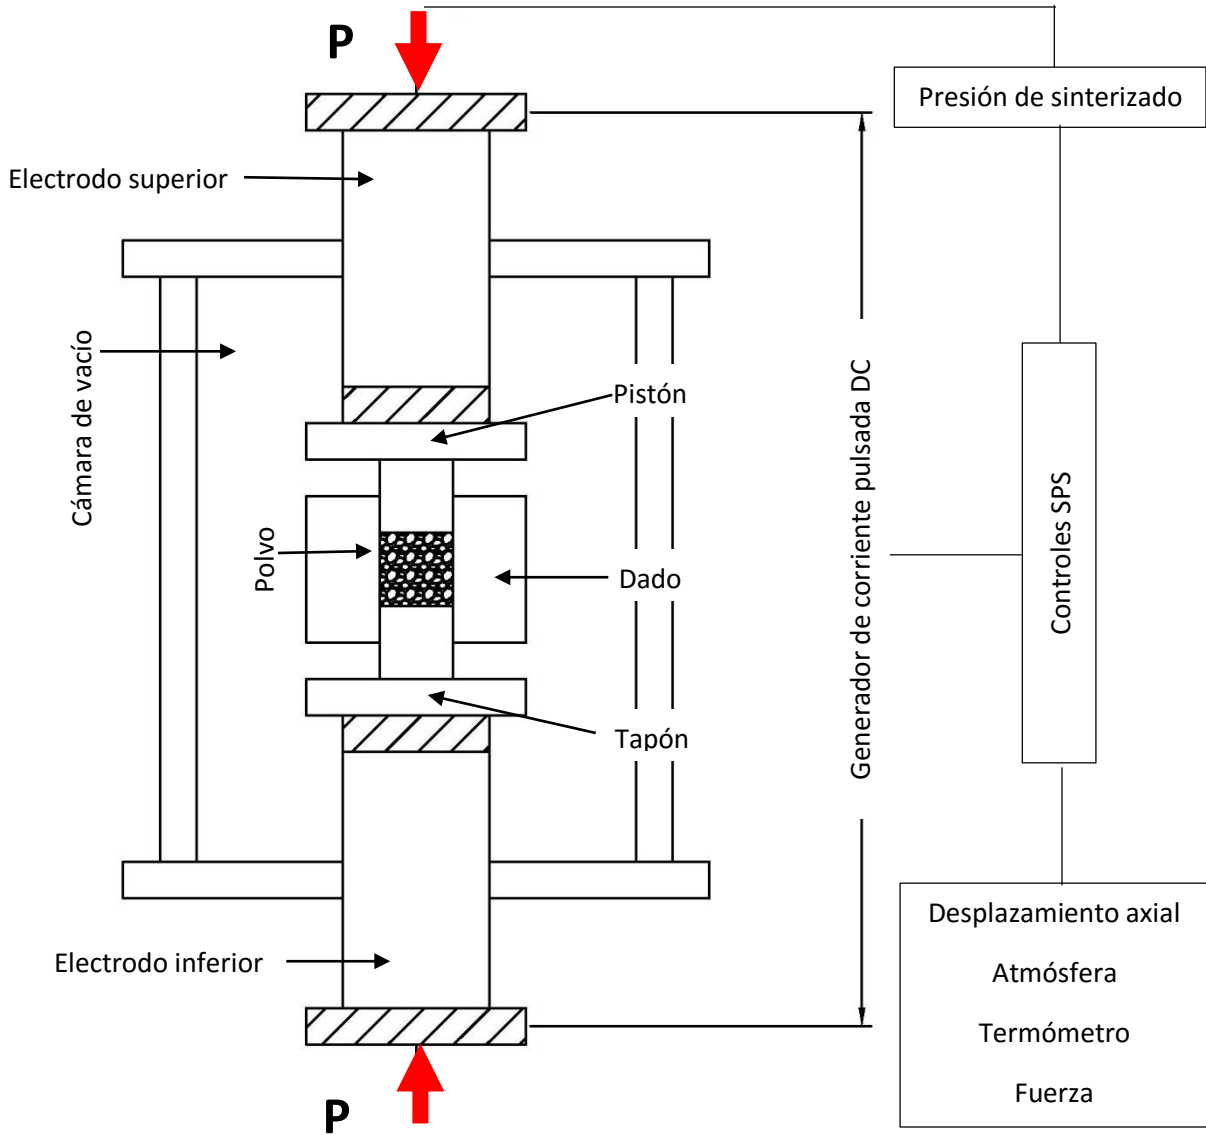 P
Presión de sinterizado
Electrodo superior
Cámara de vacío
Pistón
Generador de corriente pulsada DC
Controles SPS
Polvo
Dado
Tapón
Desplazamiento axial
Electrodo inferior
Atmósfera
Termómetro
Fuerza
P